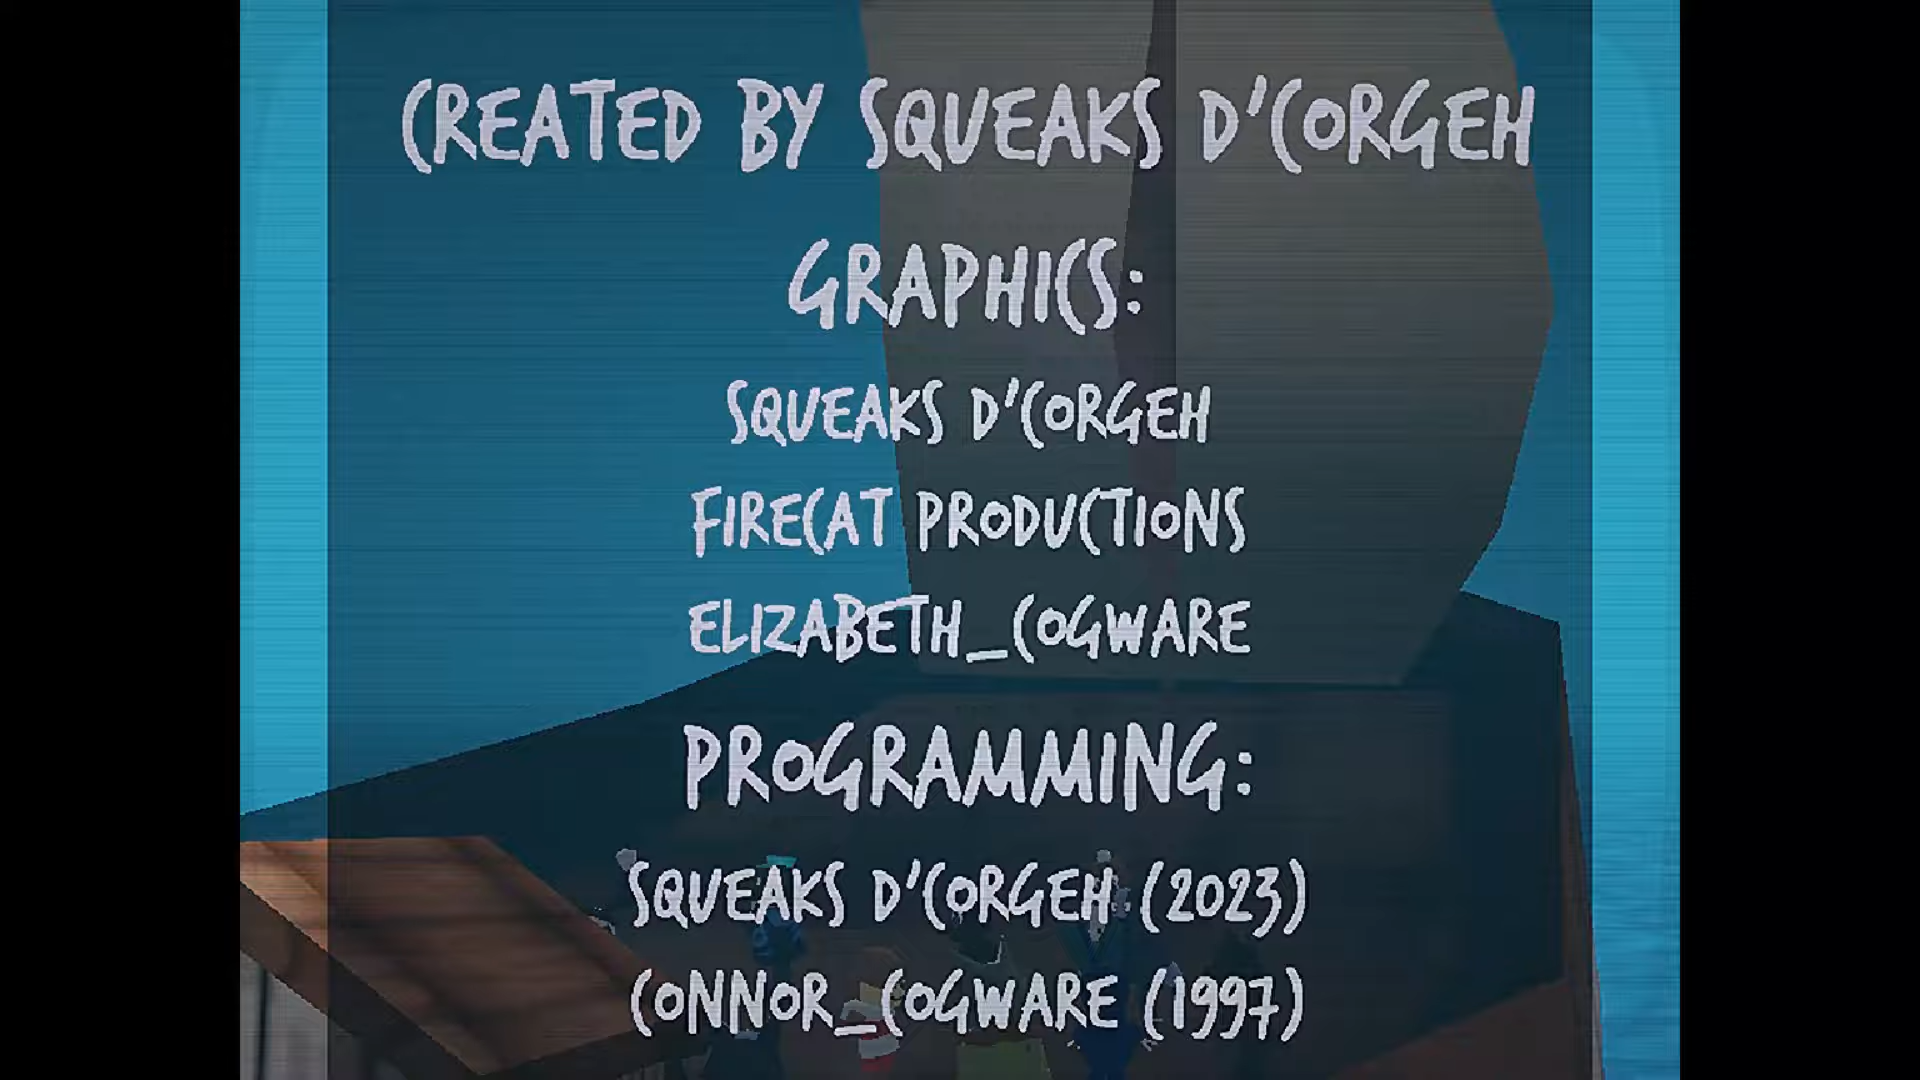 CREATED BY SQUEAKS D'CORGEH
GRAPHICS:
SQUEAKS D'CORGEH
FIRECAT PRODUCTIONS
ELIZABETH_COGWARE
PROGRAMMING:
SQUEAKS D'CORGEH (2023)
CONNOR_COGWARE (1997)